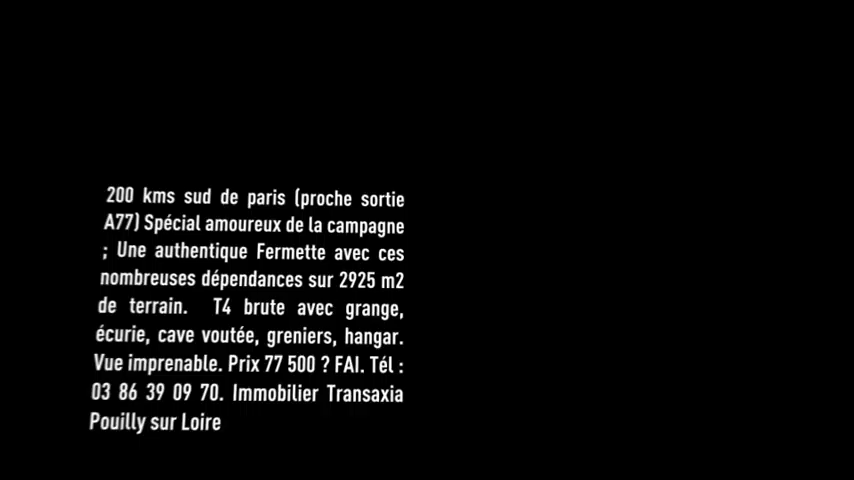 200 kms sud de paris (proche sortie
A77) Spécial amoureux de la campagne
; Une authentique Fermette avec ces
nombreuses dépendances sur 2925 m2
de terrain. T4 brute avec grange,
écurie, cave voutée, greniers, hangar.
Vue imprenable. Prix 77 500 ? FAI. Tél :
03 86 39 09 70. Immobilier Transaxia
Pouilly sur Loire